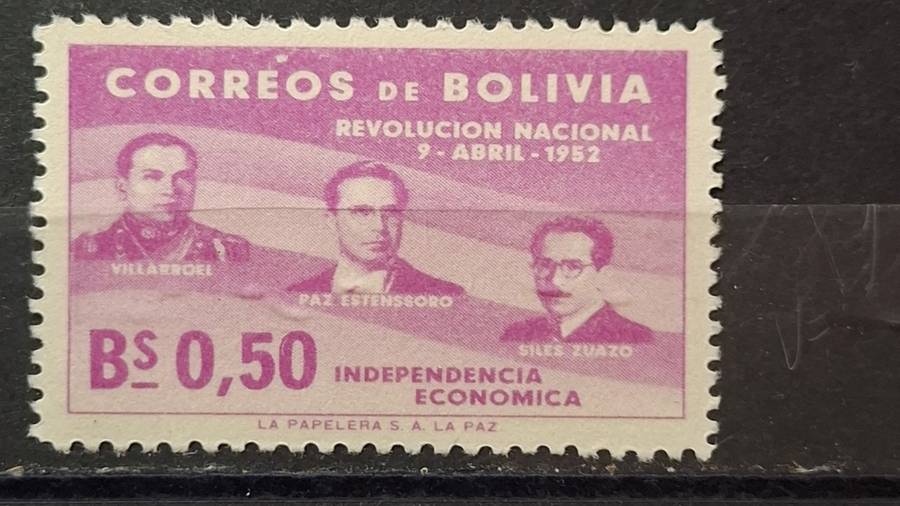 CORREOS DE BOLIVIA
REVOLUCION NACIONAL
9 - ABRIL - 1952
VILLARROEL
PAZ ESTENSSORO
SILES ZUAZO
BS 0,50
INDEPENDENCIA
ECONOMICA
LA PAPELERA S. A. LA PAZ